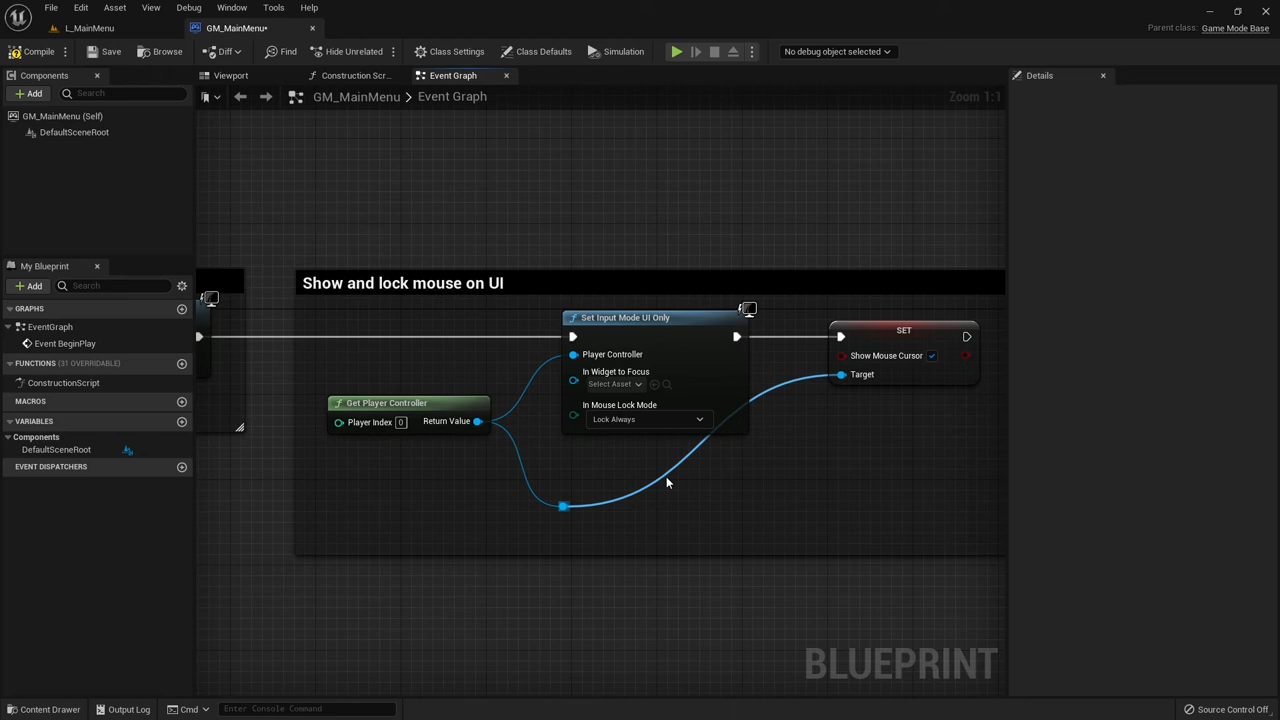 File Edit Asset View Debug Window Tools Help
L_MainMenu
GM_MainMenu*
Parent class: Game Mode Base
Compile Save Browse Diff Find Hide Unrelated Class Settings Class Defaults Simulation No debug object selected
Components
Viewport Construction Scr... Event Graph
Details
Add Search
GM_MainMenu > Event Graph
Zoom 1:1
GM_MainMenu (Self)
DefaultSceneRoot
My Blueprint
Add Search
GRAPHS
EventGraph
Event BeginPlay
FUNCTIONS (31 OVERRIDABLE)
ConstructionScript
MACROS
VARIABLES
Components
DefaultSceneRoot
EVENT DISPATCHERS
Show and lock mouse on UI
f Set Input Mode UI Only
Player Controller
In Widget to Focus
Select Asset
In Mouse Lock Mode
Lock Always
f Get Player Controller
Player Index 0 Return Value
SET
Show Mouse Cursor
Target
BLUEPRINT
Content Drawer Output Log Cmd Enter Console Command Source Control Off